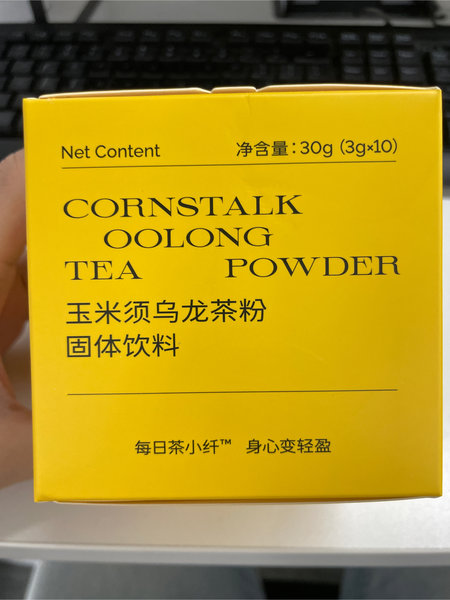 Net Content 净含量：30g (3g×10)
CORNSTALK
OOLONG
TEA POWDER
玉米须乌龙茶粉
固体饮料
每日茶小纤™ 身心变轻盈